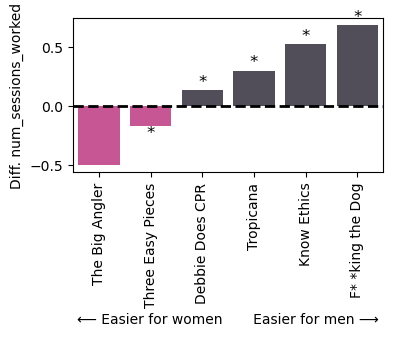 Diff. num_sessions_worked
0.5
0.0
−0.5
*
*
*
*
*
*
The Big Angler
Three Easy Pieces
Debbie Does CPR
Tropicana
Know Ethics
F* *king the Dog
⟵ Easier for women
Easier for men ⟶